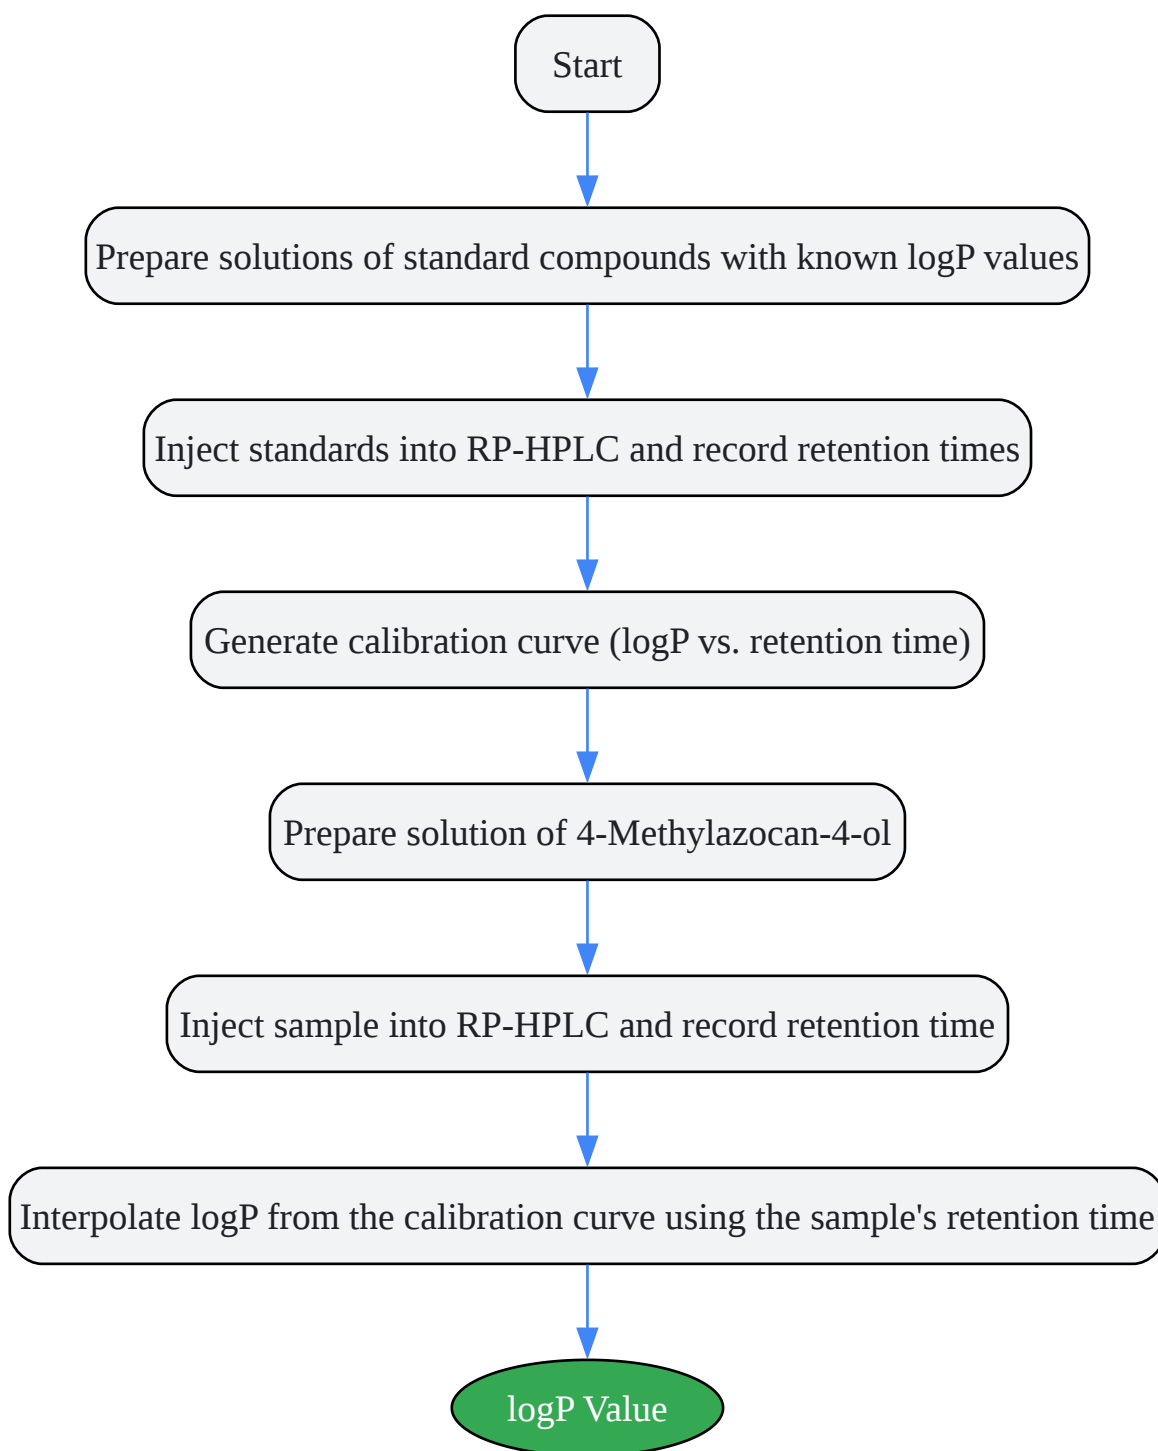 Start
Prepare solutions of standard compounds with known logP values
Inject standards into RP-HPLC and record retention times
Generate calibration curve (logP vs. retention time)
Prepare solution of 4-Methylazocan-4-ol
Inject sample into RP-HPLC and record retention time
Interpolate logP from the calibration curve using the sample's retention time
logP Value